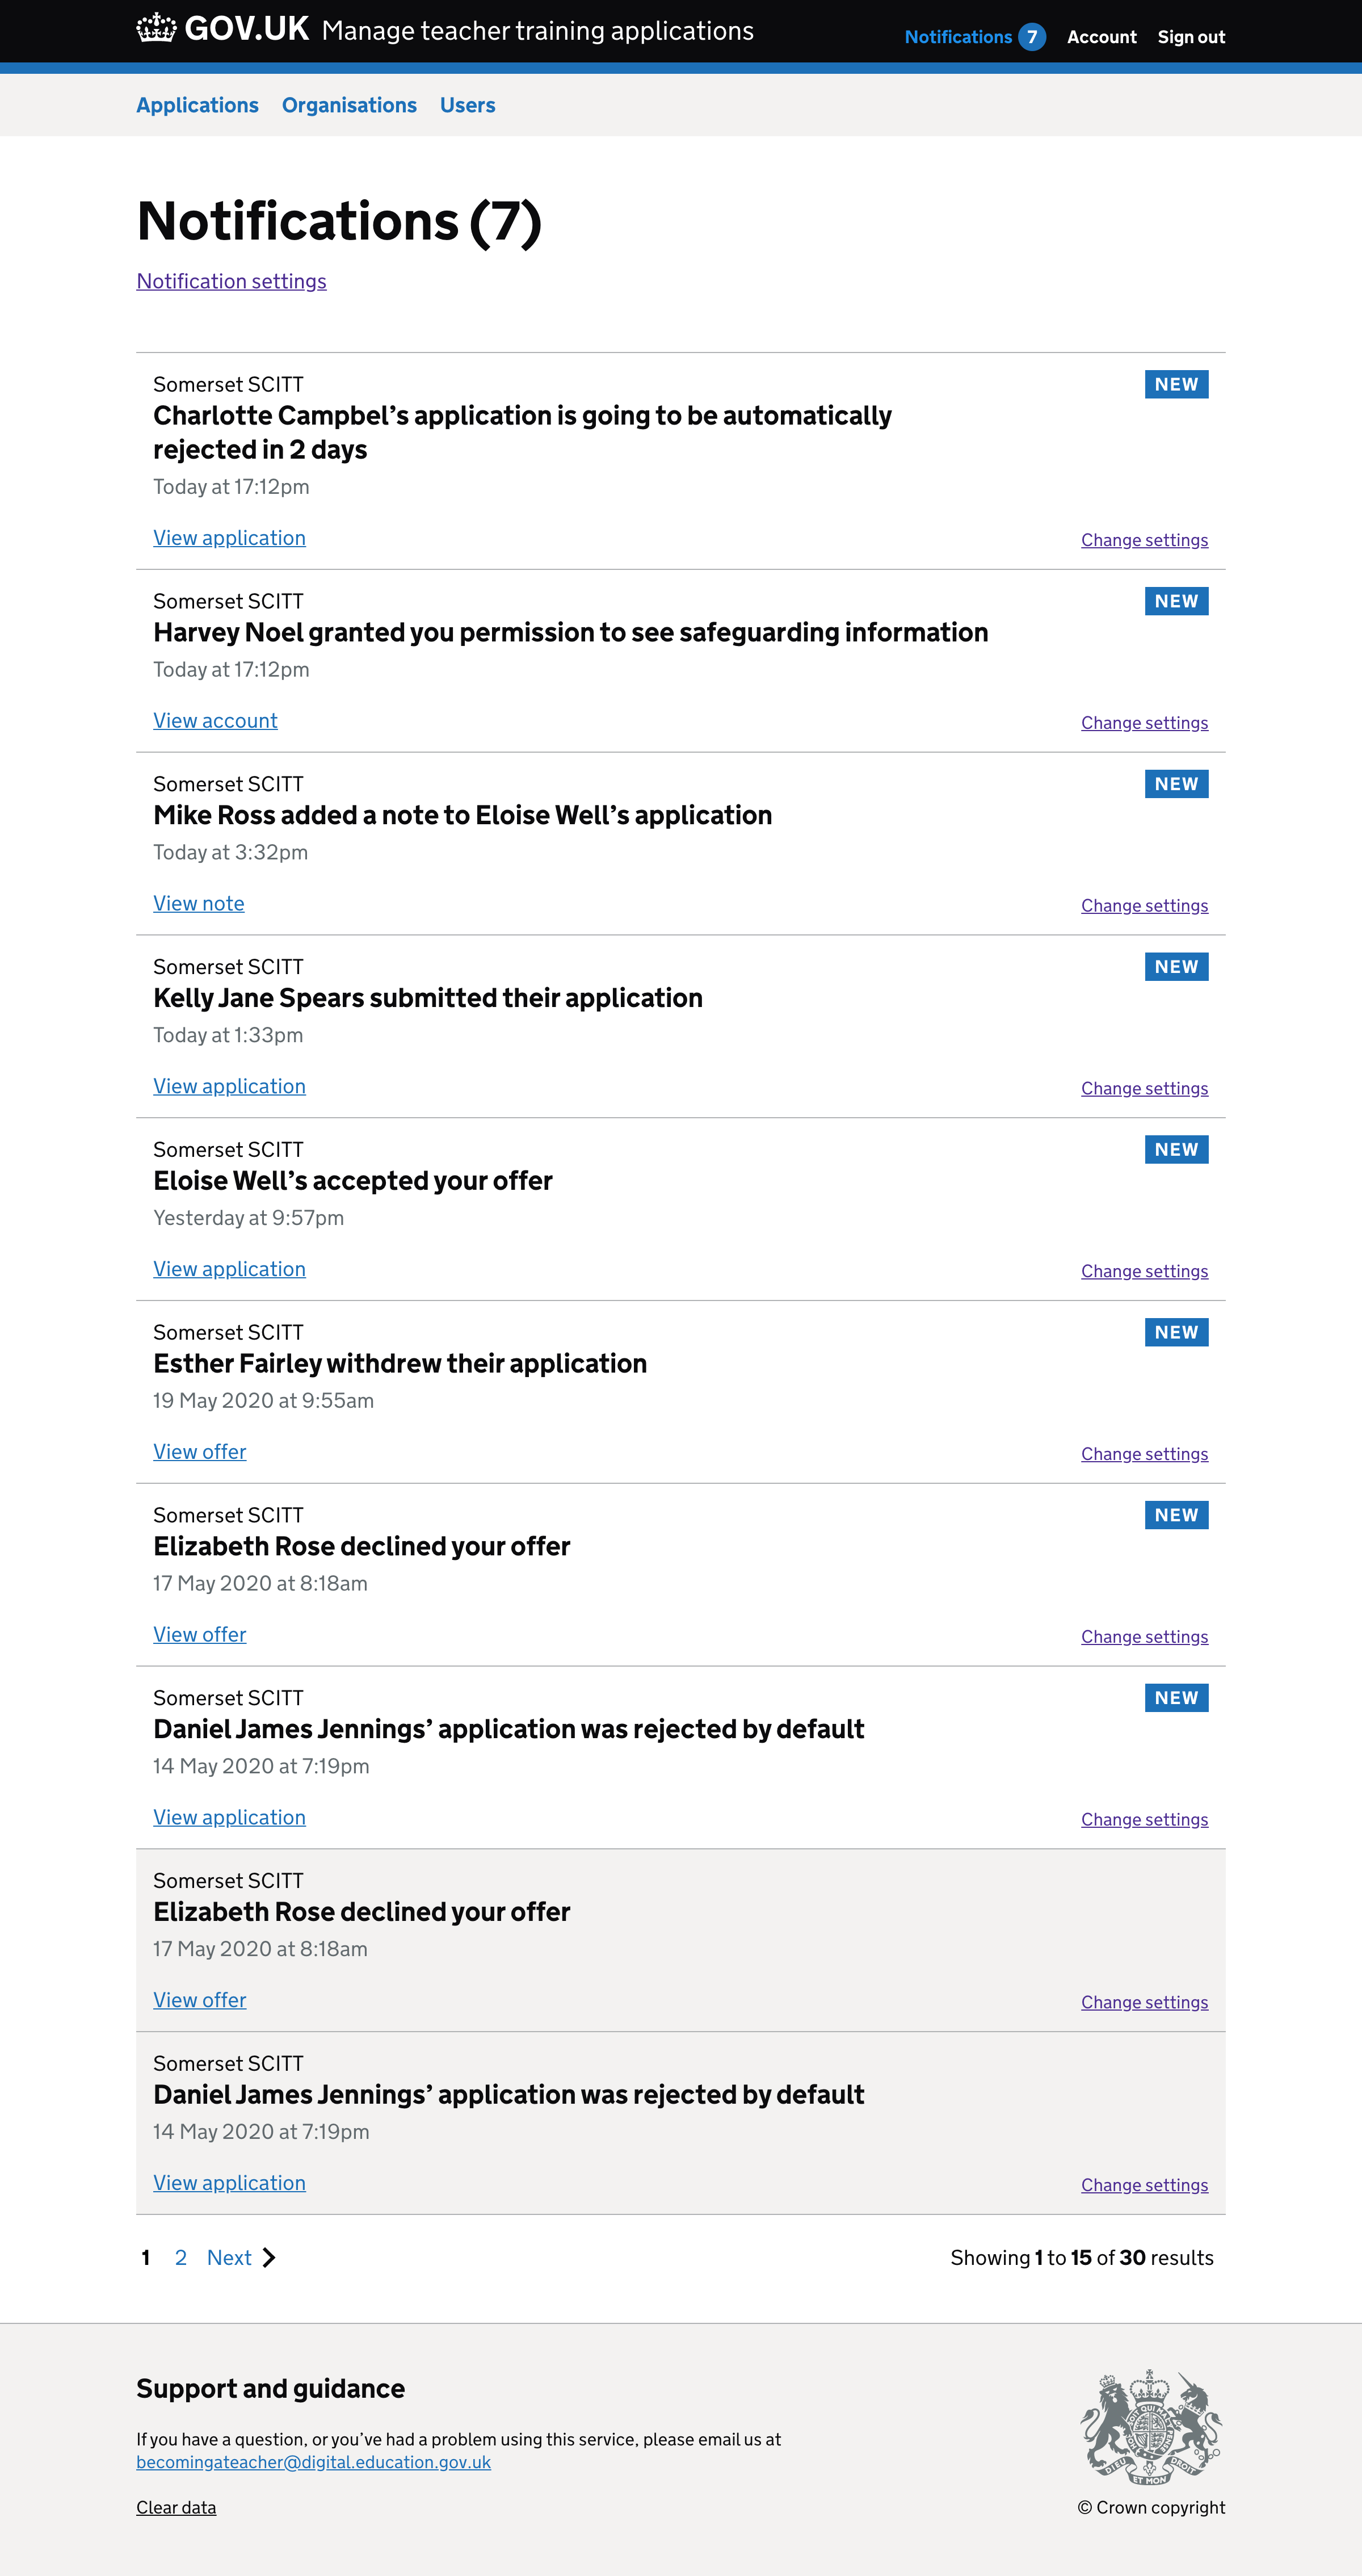 GOV.UK Manage teacher training applications
Notifications 7 Account Sign out
Applications Organisations Users
Notifications (7)
Notification settings
Somerset SCITT
NEW
Charlotte Campbel’s application is going to be automatically
rejected in 2 days
Today at 17:12pm
View application
Change settings
Somerset SCITT
NEW
Harvey Noel granted you permission to see safeguarding information
Today at 17:12pm
View account
Change settings
Somerset SCITT
NEW
Mike Ross added a note to Eloise Well’s application
Today at 3:32pm
View note
Change settings
Somerset SCITT
NEW
Kelly Jane Spears submitted their application
Today at 1:33pm
View application
Change settings
Somerset SCITT
NEW
Eloise Well’s accepted your offer
Yesterday at 9:57pm
View application
Change settings
Somerset SCITT
NEW
Esther Fairley withdrew their application
19 May 2020 at 9:55am
View offer
Change settings
Somerset SCITT
NEW
Elizabeth Rose declined your offer
17 May 2020 at 8:18am
View offer
Change settings
Somerset SCITT
NEW
Daniel James Jennings’ application was rejected by default
14 May 2020 at 7:19pm
View application
Change settings
Somerset SCITT
Elizabeth Rose declined your offer
17 May 2020 at 8:18am
View offer
Change settings
Somerset SCITT
Daniel James Jennings’ application was rejected by default
14 May 2020 at 7:19pm
View application
Change settings
1 2 Next
Showing 1 to 15 of 30 results
Support and guidance
If you have a question, or you’ve had a problem using this service, please email us at
becomingateacher@digital.education.gov.uk
Clear data
DIEU ET MON DROIT
© Crown copyright